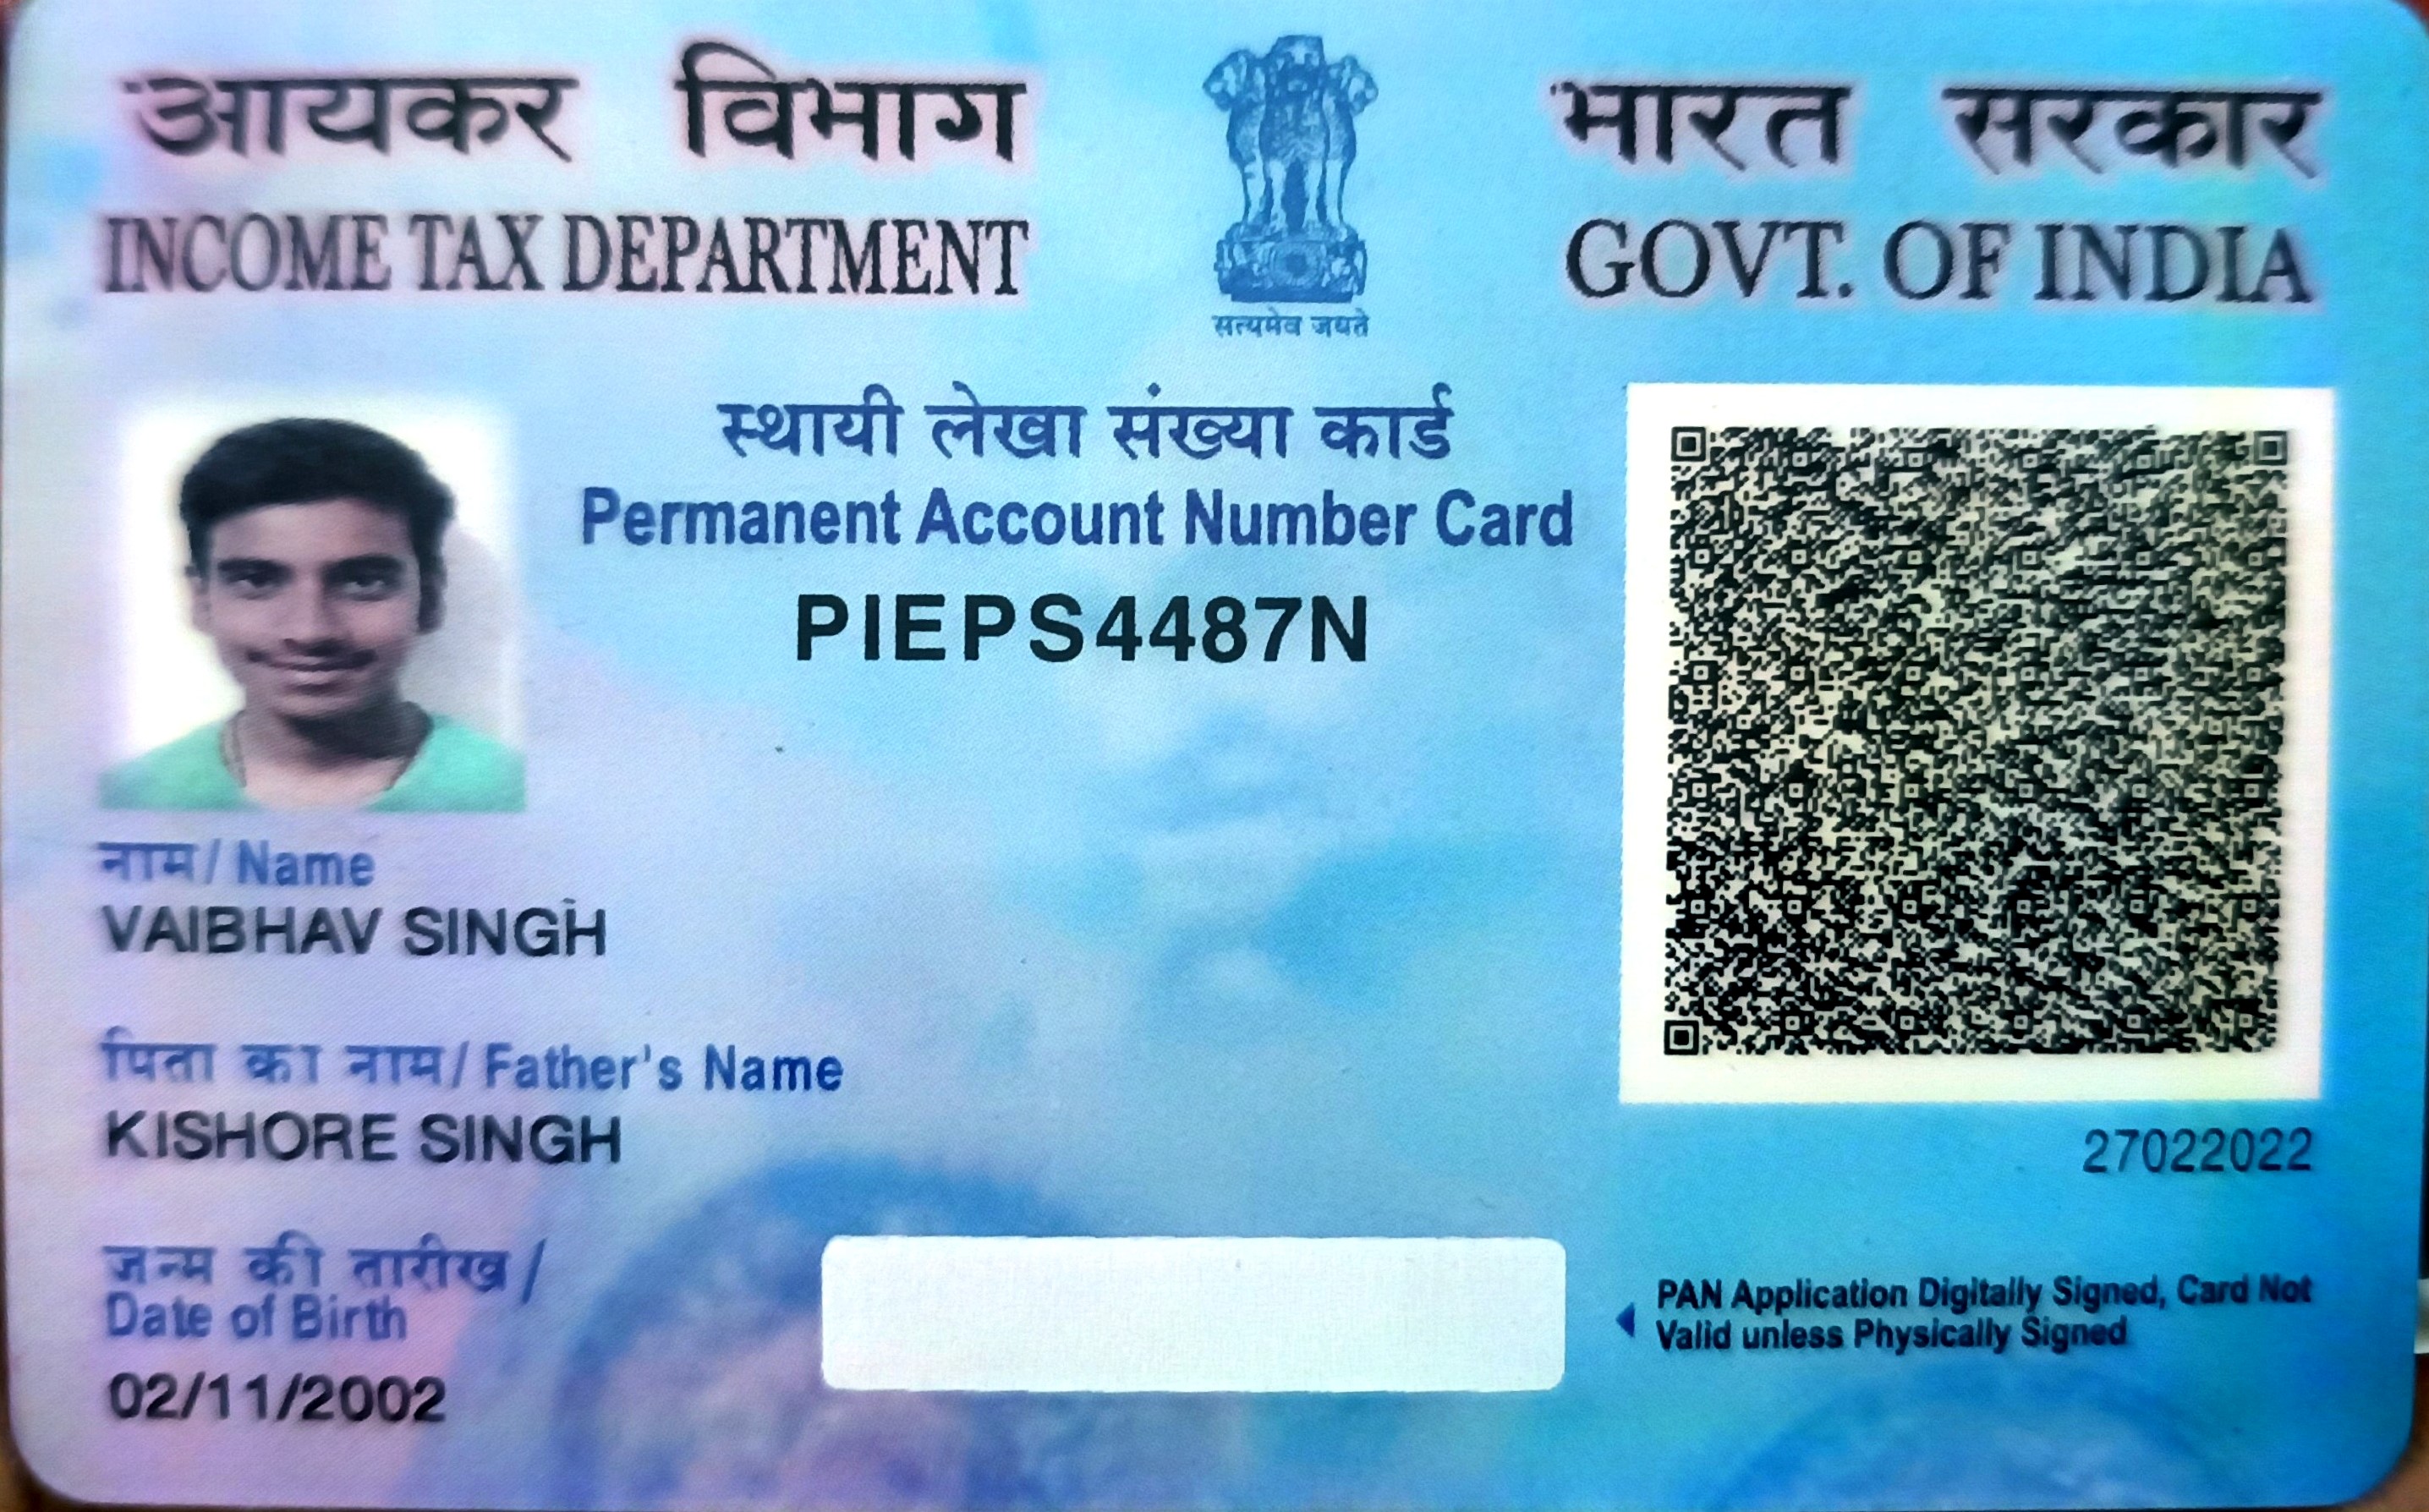 आयकर विभाग
INCOME TAX DEPARTMENT
सत्यमेव जयते
भारत सरकार
GOVT. OF INDIA
स्थायी लेखा संख्या कार्ड
Permanent Account Number Card
PIEPS4487N
नाम / Name
VAIBHAV SINGH
पिता का नाम / Father's Name
KISHORE SINGH
27022022
जन्म की तारीख /
Date of Birth
02/11/2002
PAN Application Digitally Signed, Card Not
Valid unless Physically Signed